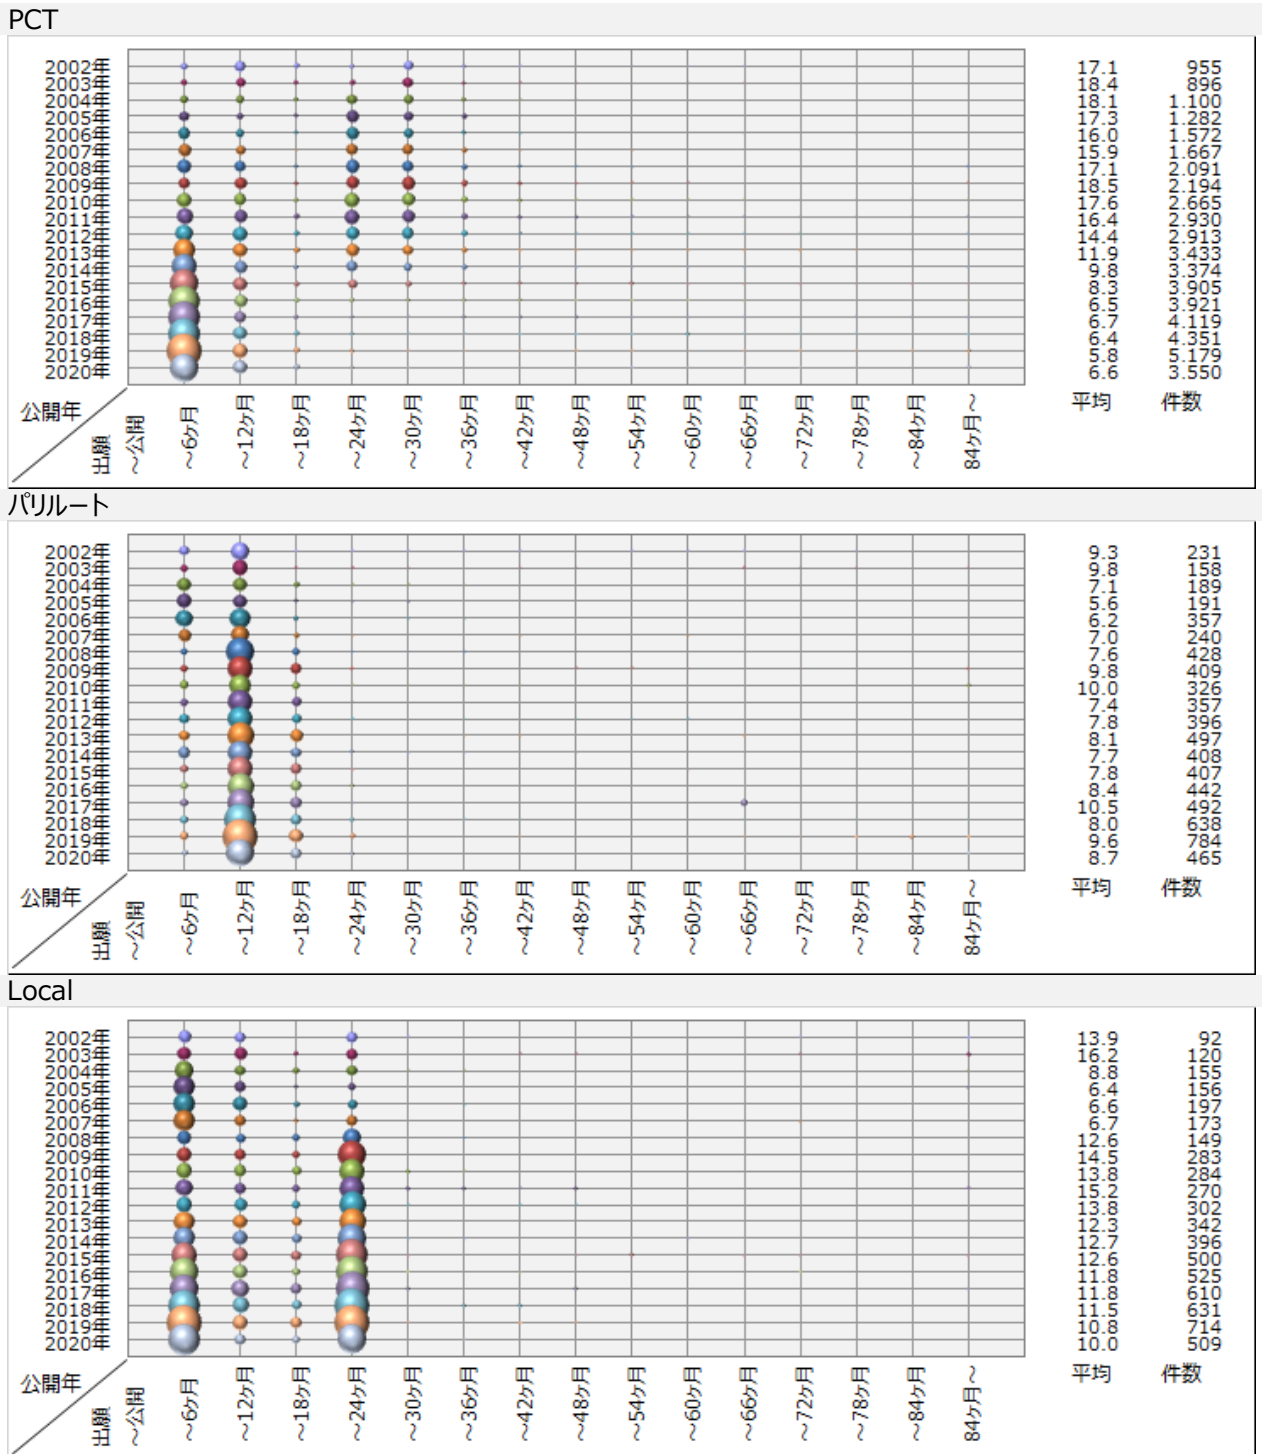 PCT
2002年 17.1 955
2003年 18.4 896
2004年 18.1 1.100
2005年 17.3 1.282
2006年 16.0 1.572
2007年 15.9 1.667
2008年 17.1 2.091
2009年 18.5 2.194
2010年 17.6 2.665
2011年 16.4 2.930
2012年 14.4 2.913
2013年 11.9 3.433
2014年 9.8 3.374
2015年 8.3 3.905
2016年 6.5 3.921
2017年 6.7 4.119
2018年 6.4 4.351
2019年 5.8 5.179
2020年 6.6 3.550
公開年 出願～公開 ～6ヶ月 ～12ヶ月 ～18ヶ月 ～24ヶ月 ～30ヶ月 ～36ヶ月 ～42ヶ月 ～48ヶ月 ～54ヶ月 ～60ヶ月 ～66ヶ月 ～72ヶ月 ～78ヶ月 ～84ヶ月 84ヶ月～ 平均 件数
パリルート
2002年 9.3 231
2003年 9.8 158
2004年 7.1 189
2005年 5.6 191
2006年 6.2 357
2007年 7.0 240
2008年 7.6 428
2009年 9.8 409
2010年 10.0 326
2011年 7.4 357
2012年 7.8 396
2013年 8.1 497
2014年 7.7 408
2015年 7.8 407
2016年 8.4 442
2017年 10.5 492
2018年 8.0 638
2019年 9.6 784
2020年 8.7 465
公開年 出願～公開 ～6ヶ月 ～12ヶ月 ～18ヶ月 ～24ヶ月 ～30ヶ月 ～36ヶ月 ～42ヶ月 ～48ヶ月 ～54ヶ月 ～60ヶ月 ～66ヶ月 ～72ヶ月 ～78ヶ月 ～84ヶ月 84ヶ月～ 平均 件数
Local
2002年 13.9 92
2003年 16.2 120
2004年 8.8 155
2005年 6.4 156
2006年 6.6 197
2007年 6.7 173
2008年 12.6 149
2009年 14.5 283
2010年 13.8 284
2011年 15.2 270
2012年 13.8 302
2013年 12.3 342
2014年 12.7 396
2015年 12.6 500
2016年 11.8 525
2017年 11.8 610
2018年 11.5 631
2019年 10.8 714
2020年 10.0 509
公開年 出願～公開 ～6ヶ月 ～12ヶ月 ～18ヶ月 ～24ヶ月 ～30ヶ月 ～36ヶ月 ～42ヶ月 ～48ヶ月 ～54ヶ月 ～60ヶ月 ～66ヶ月 ～72ヶ月 ～78ヶ月 ～84ヶ月 84ヶ月～ 平均 件数